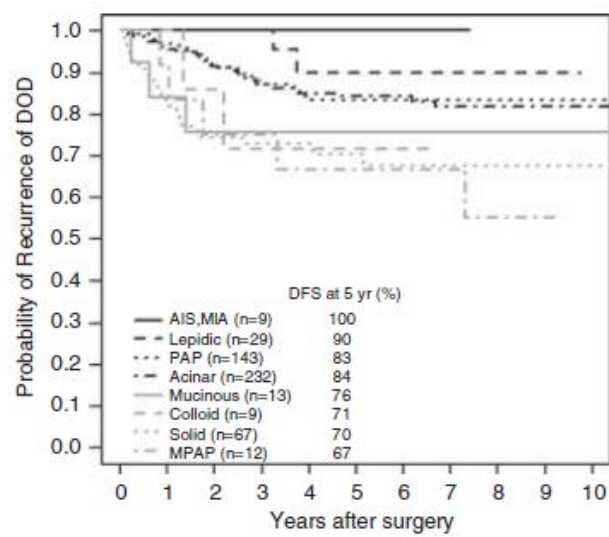 Probability of Recurrence of DOD
1.0
0.9
0.8
0.7
0.6
0.5
0.4
0.3
0.2
0.1
0.0
DFS at 5 yr (%)
AIS,MIA (n=9) 100
Lepidic (n=29) 90
PAP (n=143) 83
Acinar (n=232) 84
Mucinous (n=13) 76
Colloid (n=9) 71
Solid (n=67) 70
MPAP (n=12) 67
0 1 2 3 4 5 6 7 8 9 10
Years after surgery